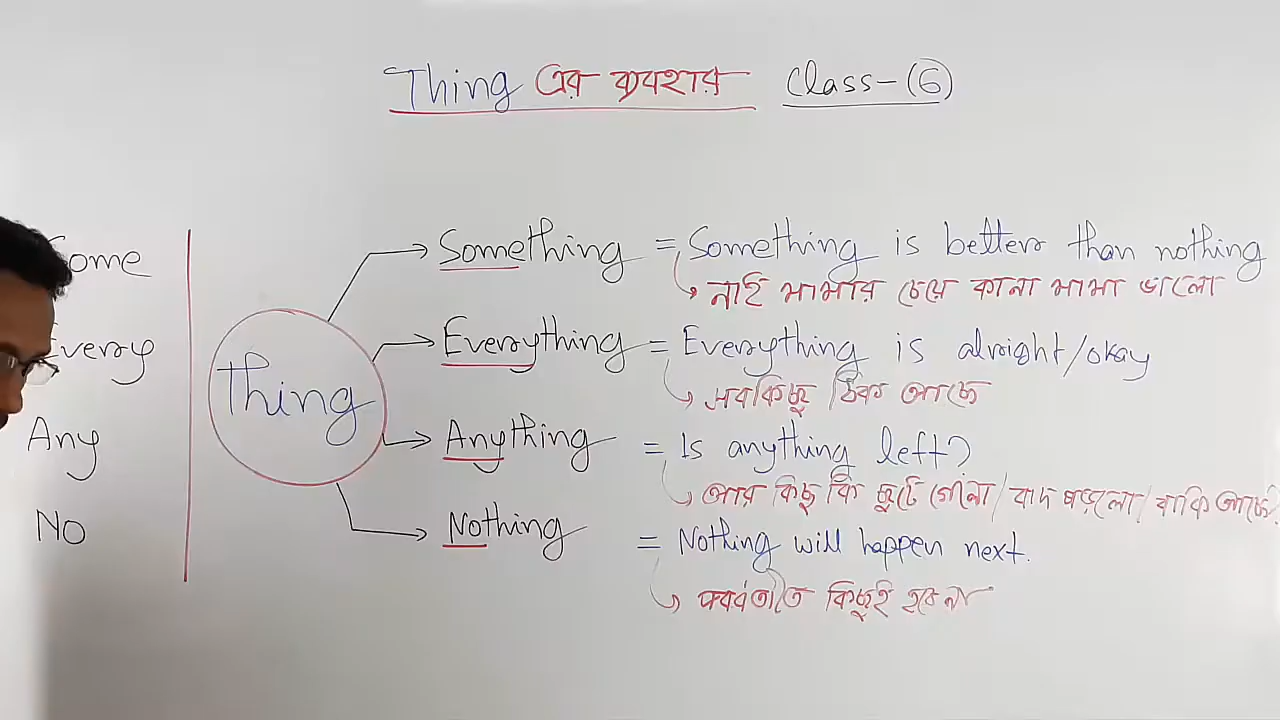 Thing এর ব্যবহার Class-(6)
Some
Every
Any
NO
Thing
Something = Something is better than nothing
নাই মামার চেয়ে কানা মামা ভালো
Everything = Everything is alright/okay
সবকিছু ঠিক আছে
Anything = Is anything left?
আর কিছু কি ছুটে গেলো / বাদ পড়লো / বাকি আছে
Nothing = Nothing will happen next.
কিছুই হবে না